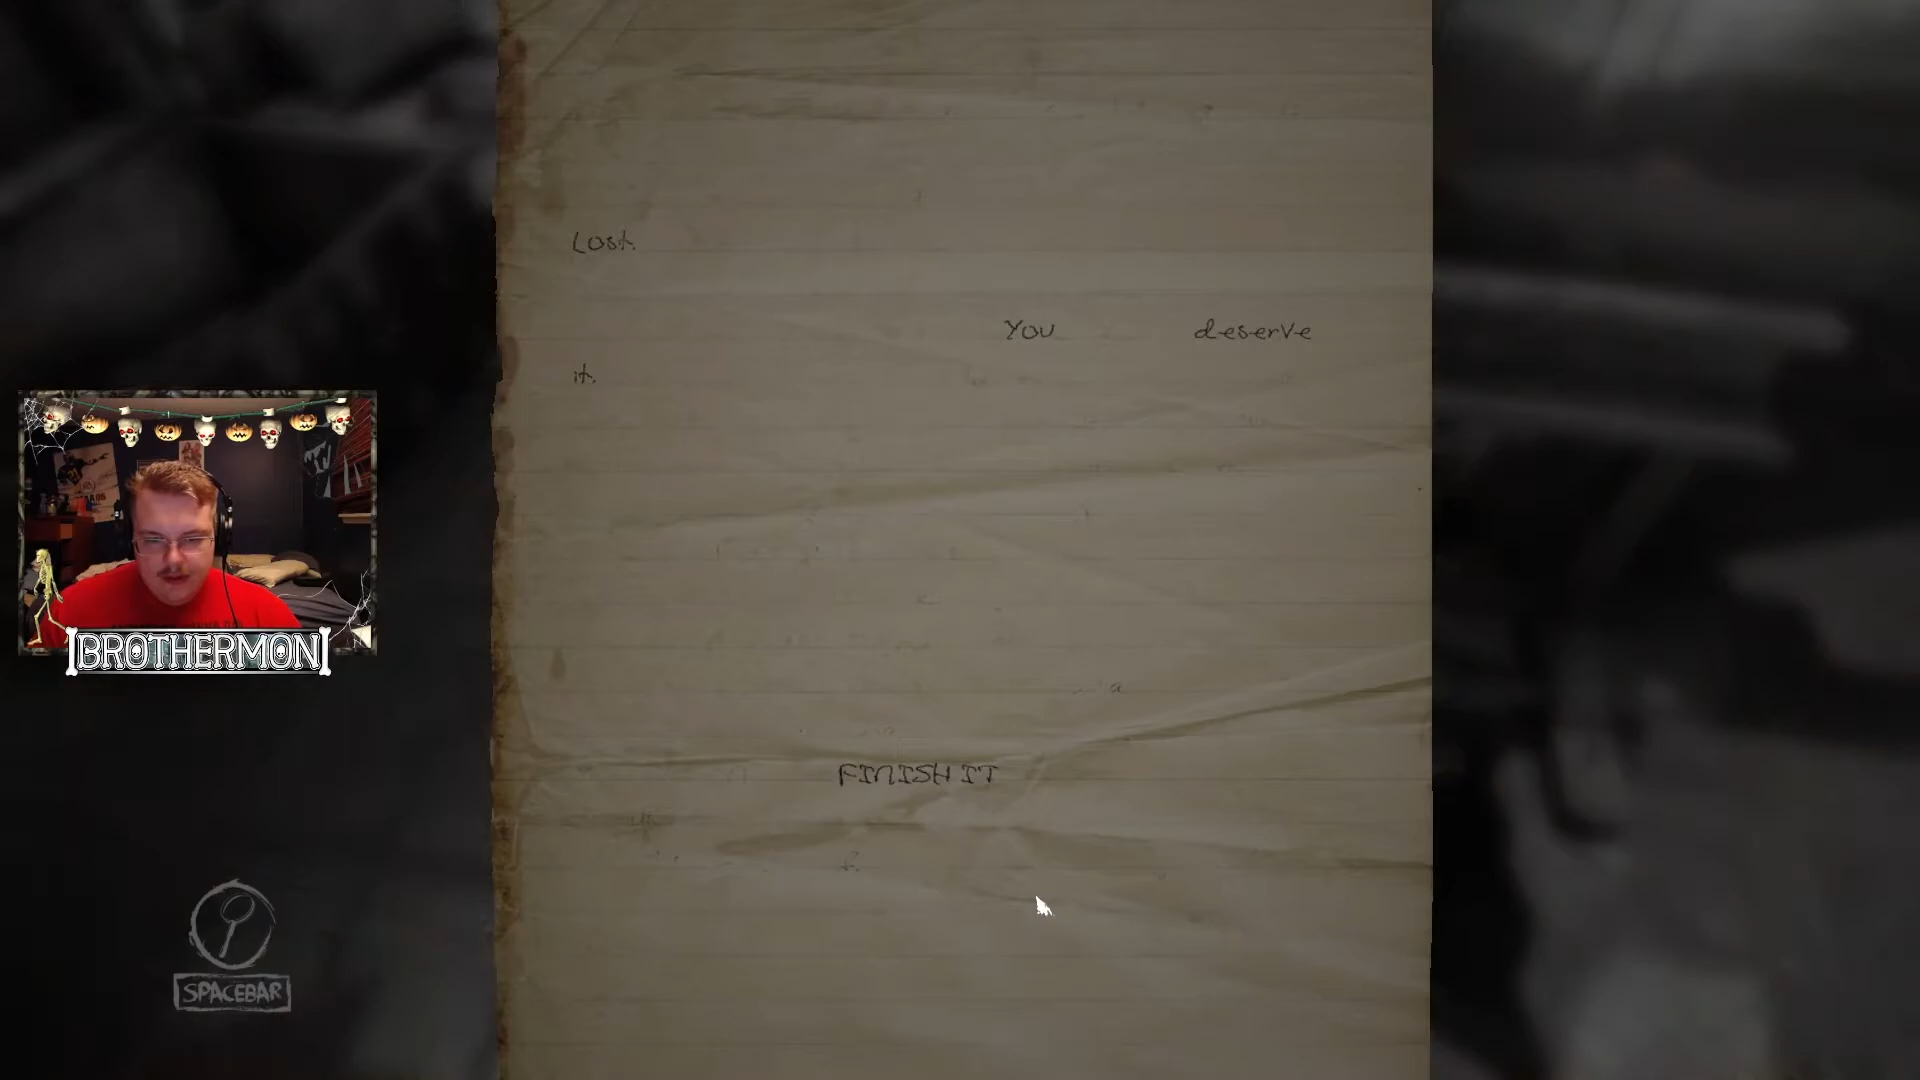 Lost.
You deserve
it.
FINISH IT
[BROTHERMON]
SPACEBAR